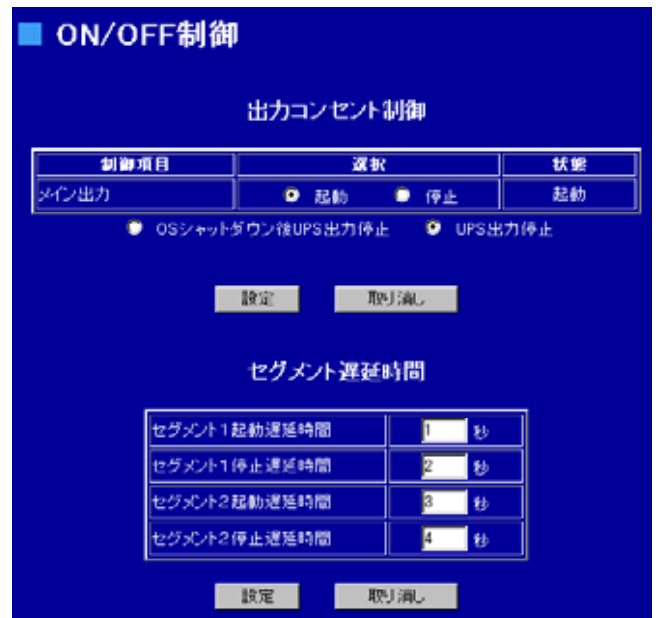 ON/OFF制御
出力コンセント制御
制御項目 選択 状態
メイン出力 起動 停止 起動
OSシャットダウン後UPS出力停止 UPS出力停止
設定 取り消し
セグメント遅延時間
セグメント1起動遅延時間 1 秒
セグメント1停止遅延時間 2 秒
セグメント2起動遅延時間 3 秒
セグメント2停止遅延時間 4 秒
設定 取り消し